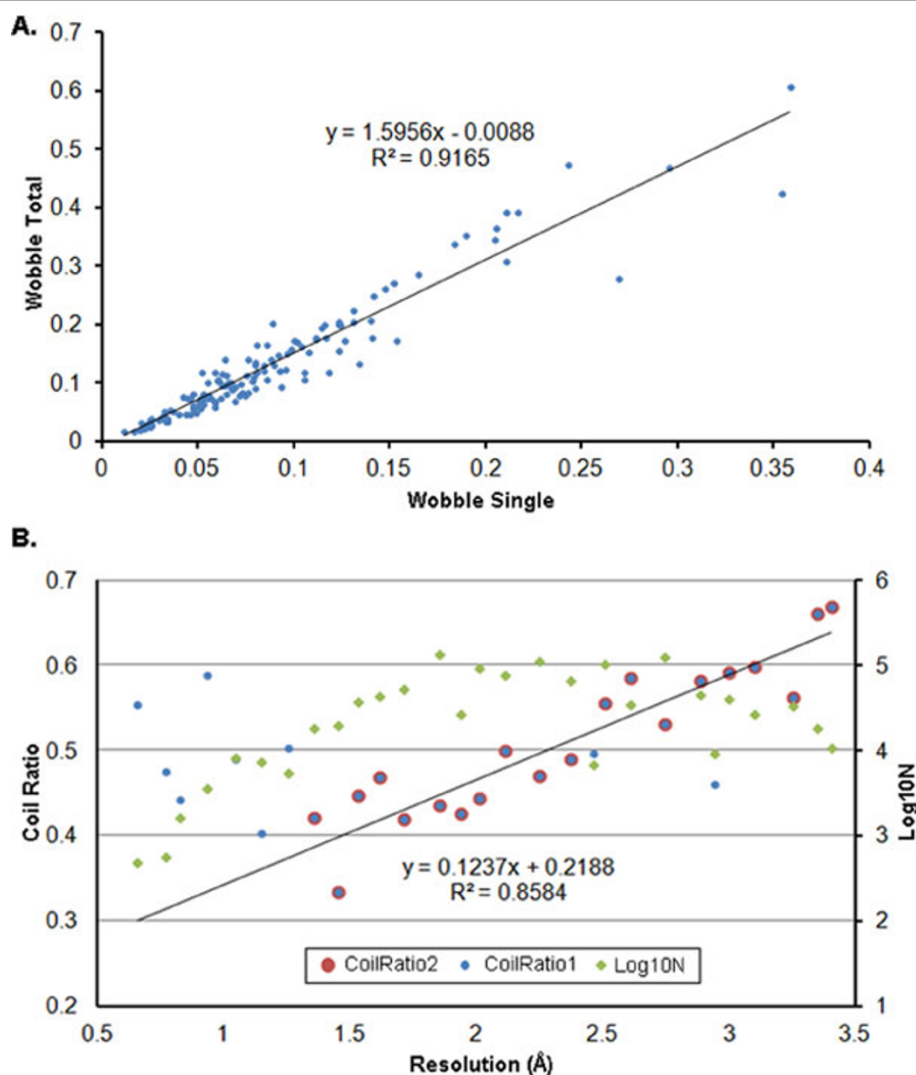 A.
0.7
0.6
0.5
0.4
0.3
0.2
0.1
0
Wobble Total
y = 1.5956x - 0.0088
R² = 0.9165
0 0.05 0.1 0.15 0.2 0.25 0.3 0.35 0.4
Wobble Single
B.
0.7
0.6
0.5
0.4
0.3
0.2
Coil Ratio
y = 0.1237x + 0.2188
R² = 0.8584
CoilRatio2 CoilRatio1 Log10N
6
5
4
3
2
1
Log10N
0.5 1 1.5 2 2.5 3 3.5
Resolution (Å)